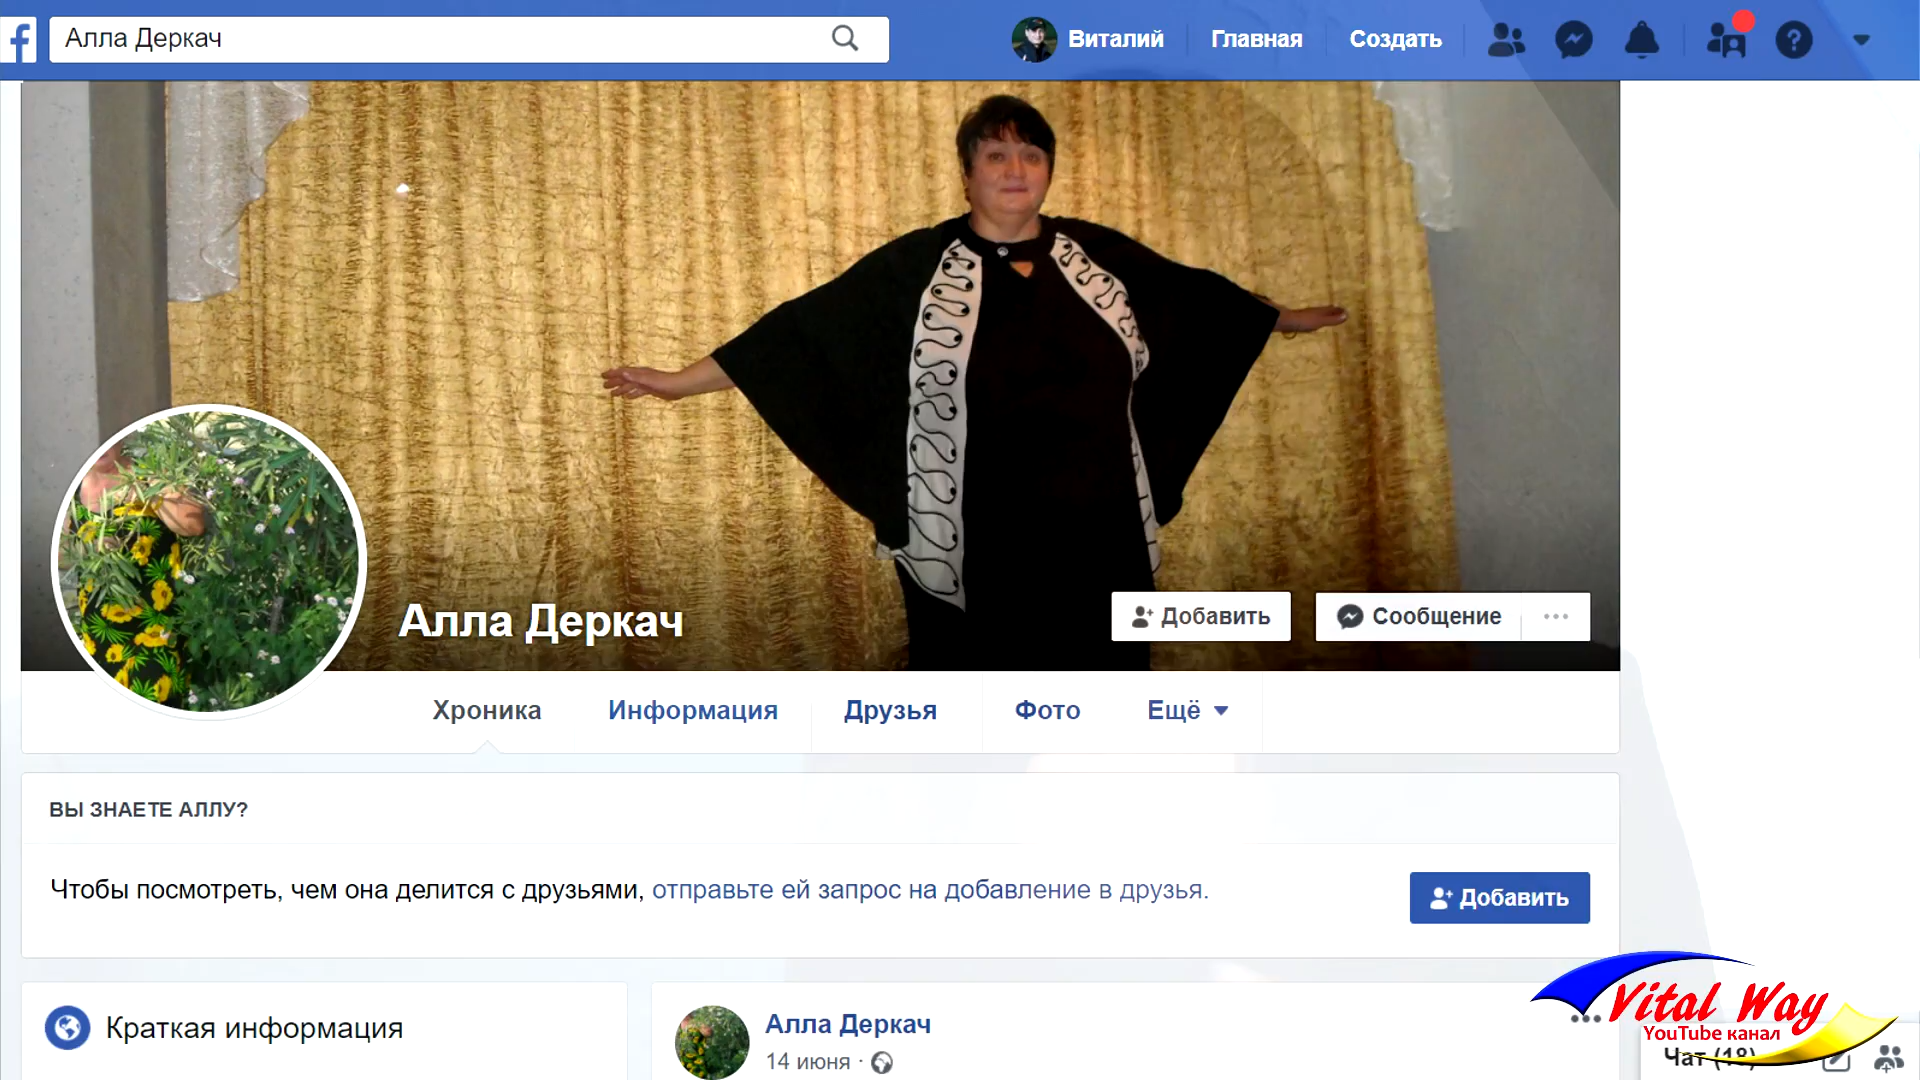 Алла Деркач
Виталий
Главная
Создать
Алла Деркач
Добавить
Сообщение
Хроника
Информация
Друзья
Фото
Ещё
ВЫ ЗНАЕТЕ АЛЛУ?
Чтобы посмотреть, чем она делится с друзьями, отправьте ей запрос на добавление в друзья.
Добавить
Краткая информация
Алла Деркач
14 июня ·
Vital Way
YouTube канал
Чат (18)